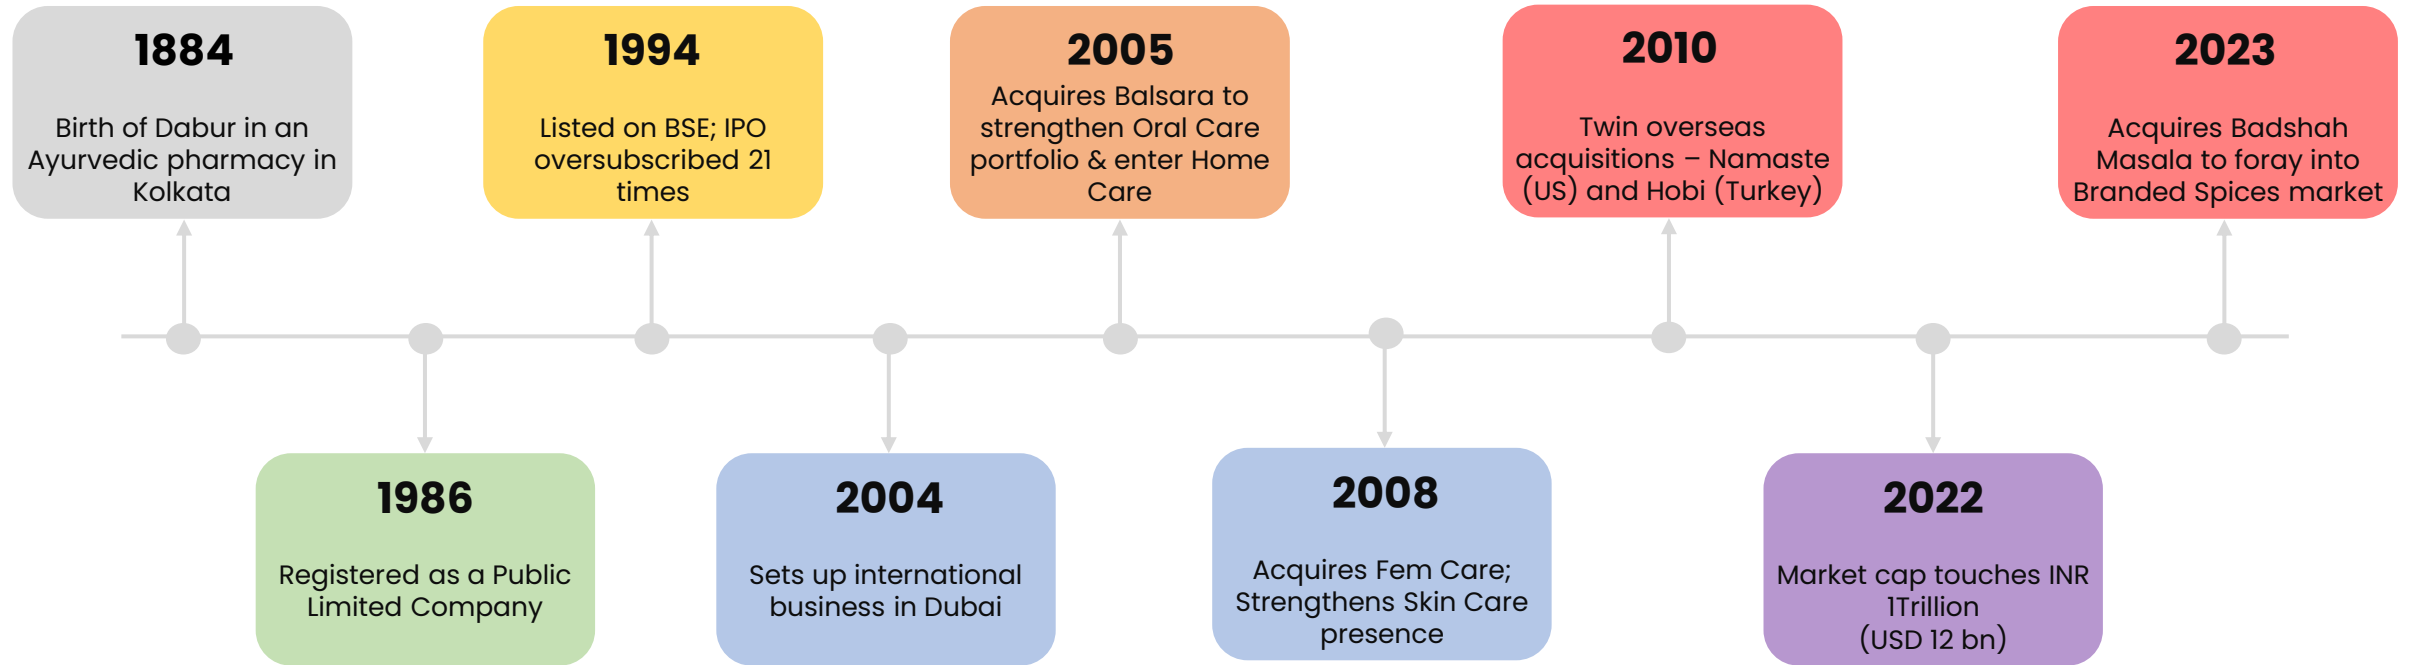 1884
Birth of Dabur in an
Ayurvedic pharmacy in
Kolkata
1986
Registered as a Public
Limited Company
1994
Listed on BSE; IPO
oversubscribed 21
times
2004
Sets up international
business in Dubai
2005
Acquires Balsara to
strengthen Oral Care
portfolio & enter Home
Care
2008
Acquires Fem Care;
Strengthens Skin Care
presence
2010
Twin overseas
acquisitions – Namaste
(US) and Hobi (Turkey)
2022
Market cap touches INR
1Trillion
(USD 12 bn)
2023
Acquires Badshah
Masala to foray into
Branded Spices market